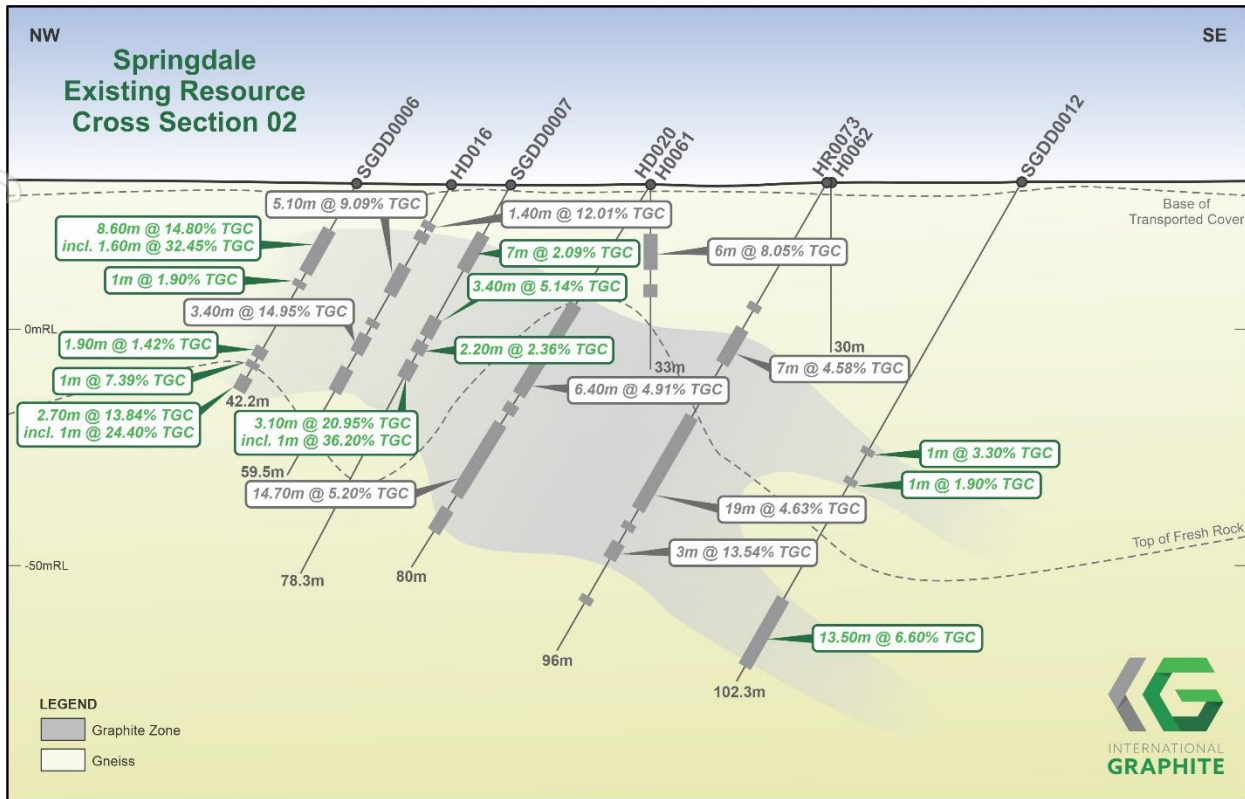 NW
SE
Springdale
Existing Resource
Cross Section 02
SGDD0006
HD016
SGDD0007
HD020
H0061
HR0073
H0062
SGDD0012
Base of
Transported Cover
5.10m @ 9.09% TGC
1.40m @ 12.01% TGC
8.60m @ 14.80% TGC
incl. 1.60m @ 32.45% TGC
7m @ 2.09% TGC
6m @ 8.05% TGC
1m @ 1.90% TGC
3.40m @ 5.14% TGC
3.40m @ 14.95% TGC
0mRL
1.90m @ 1.42% TGC
2.20m @ 2.36% TGC
30m
33m
1m @ 7.39% TGC
7m @ 4.58% TGC
6.40m @ 4.91% TGC
42.2m
2.70m @ 13.84% TGC
incl. 1m @ 24.40% TGC
3.10m @ 20.95% TGC
incl. 1m @ 36.20% TGC
1m @ 3.30% TGC
59.5m
1m @ 1.90% TGC
14.70m @ 5.20% TGC
19m @ 4.63% TGC
Top of Fresh Rock
3m @ 13.54% TGC
-50mRL
78.3m
80m
13.50m @ 6.60% TGC
96m
102.3m
LEGEND
Graphite Zone
Gneiss
INTERNATIONAL
GRAPHITE